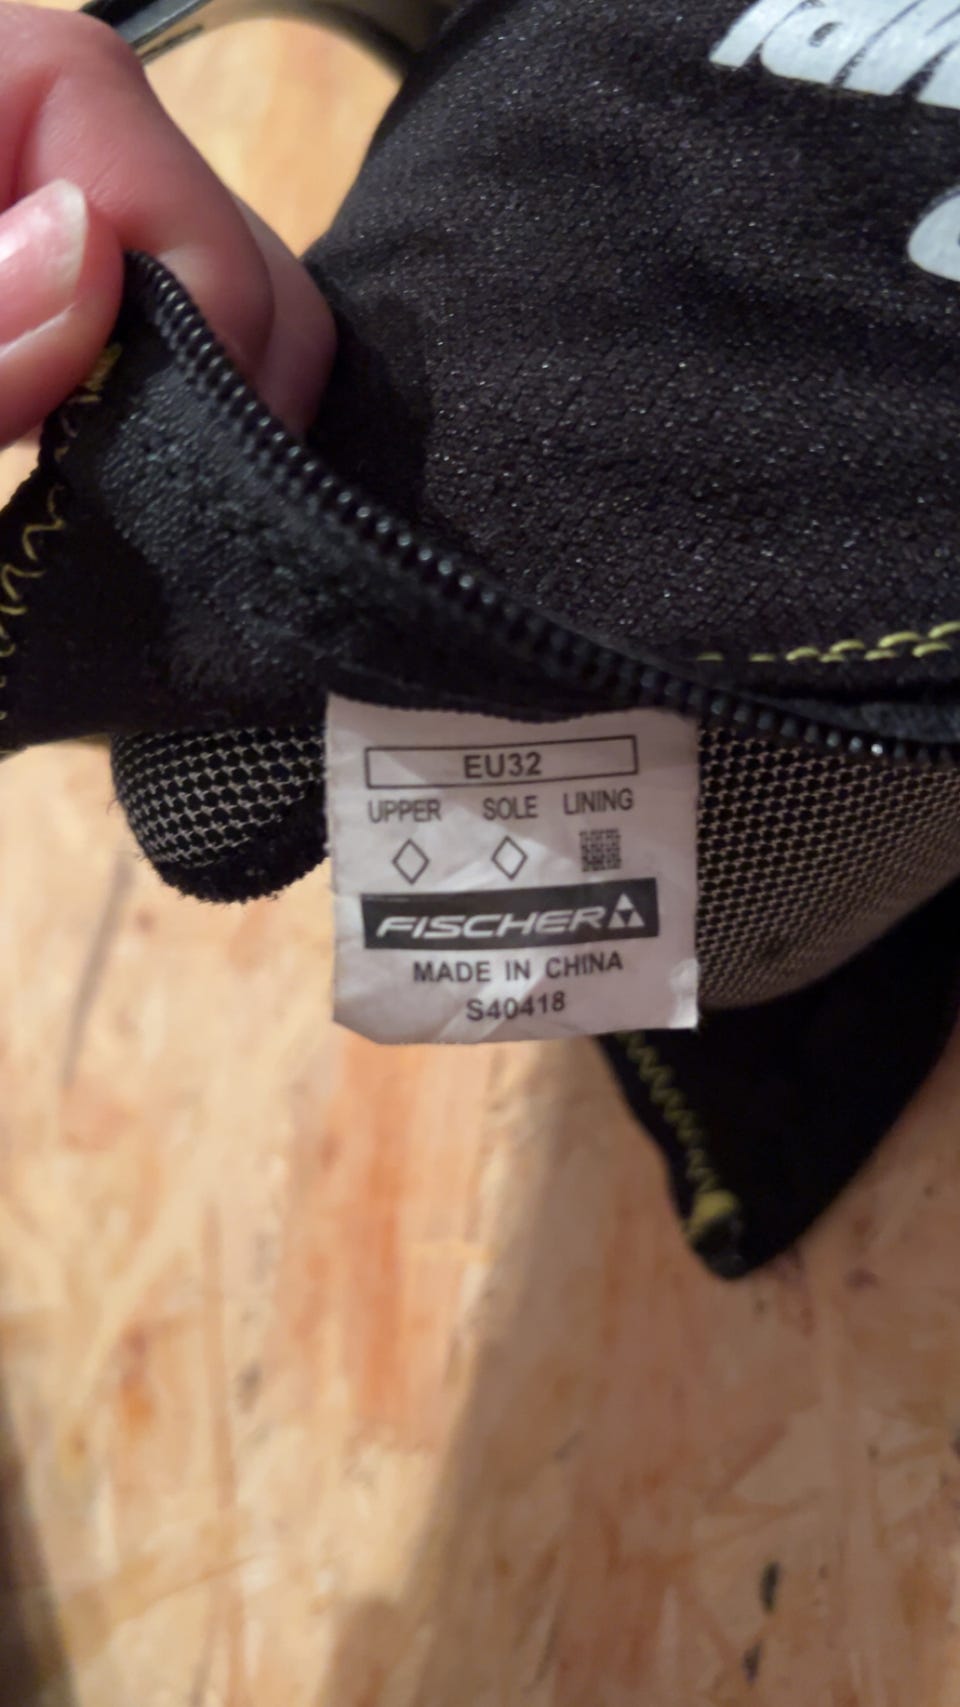 EU32
UPPER SOLE LINING
FISCHER
MADE IN CHINA
S40418